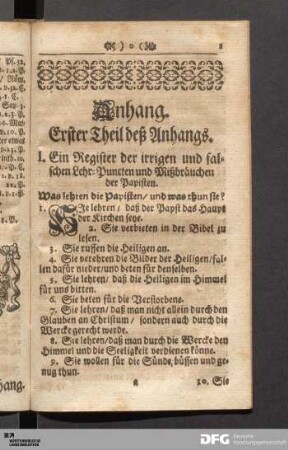 ) o ( 1
Anhang.
Erster Theil deß Anhangs.
I. Ein Register der irrigen und fal-
schen Lehr-Puncten und Mißbräuchen
der Papisten.
Was lehren die Papisten/ und was thun sie?
1. SIe lehren/ daß der Papst das Haupt
der Kirchen seye.
2. Sie verbieten in der Bibel zu
lesen.
3. Sie ruffen die Heiligen an.
4. Sie verehren die Bilder der Heiligen/ fal-
len dafür nieder/ und beten für denselben.
5. Sie lehren/ daß die Heiligen im Himmel
für uns bitten.
6. Sie beten für die Verstorbene.
7. Sie lehren/ daß man nicht allein durch den
Glauben an Christum/ sondern auch durch die
Wercke gerecht werde.
8. Sie lehren/ daß man durch die Wercke den
Himmel und die Seeligkeit verdienen könne.
9. Sie wollen für die Sünde/ büssen und ge-
nug thun.
A 10. Sie
hang.
DFG Deutsche
Forschungsgemeinschaft